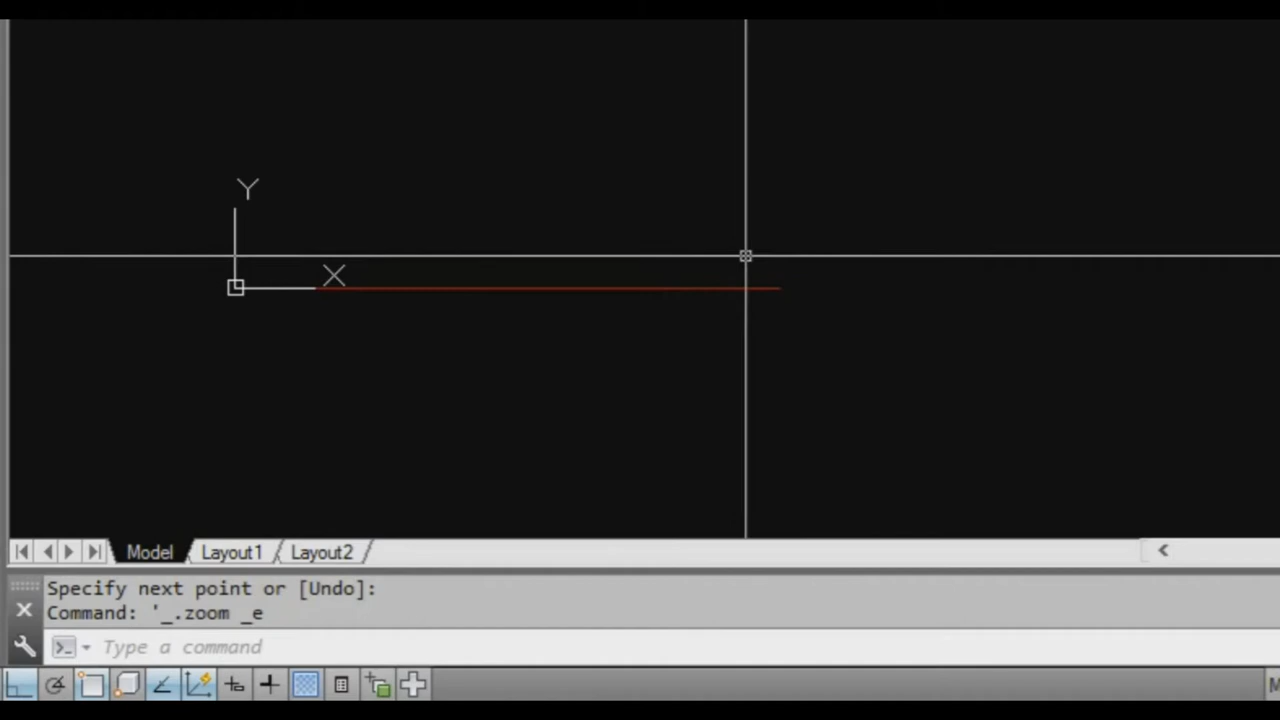 Y
X
Model Layout1 Layout2
Specify next point or [Undo]:
Command: '_.zoom _e
Type a command
M